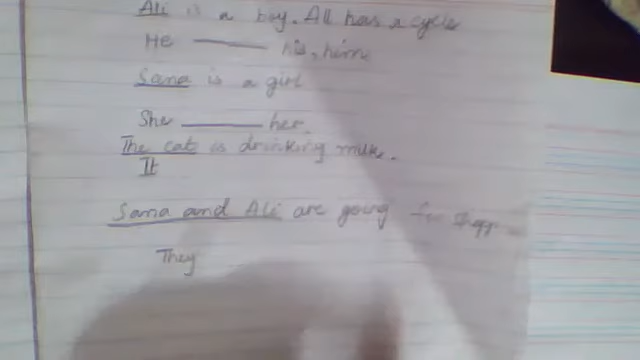 Ali is a boy. Ali has a cycle
He ______ his, him
Sana is a girl
She ______ her.
The cat is drinking milk.
It
Sana and Ali are going for
They